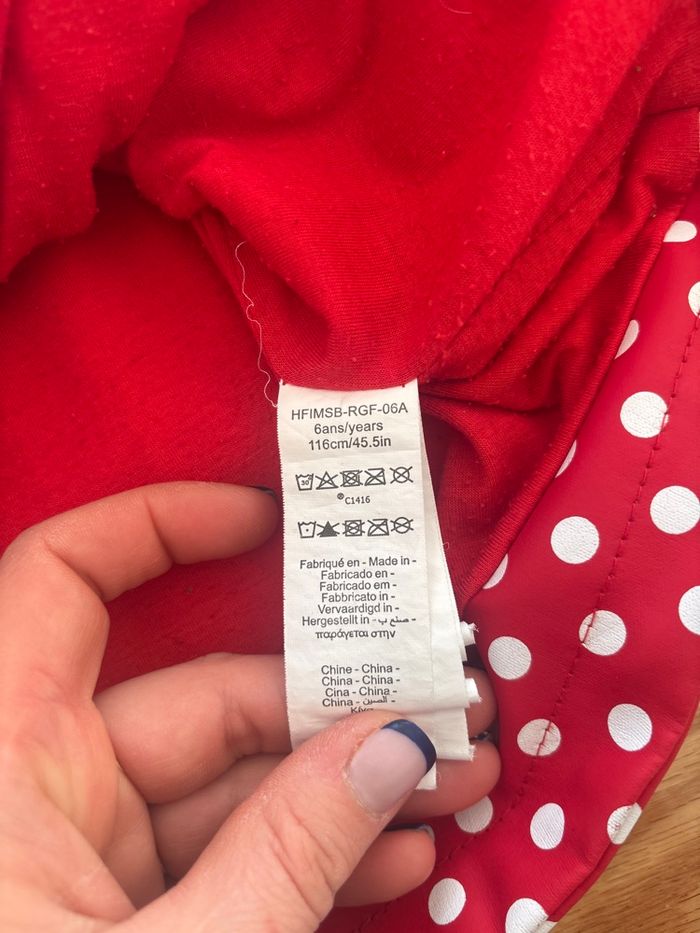 HFIMSB-RGF-06A
6ans/years
116cm/45.5in
30°
®C1416
Fabriqué en - Made in -
Fabricado en -
Fabricado em -
Fabbricato in -
Vervaardigd in -
Hergestellt in - صنع ب -
παράγεται στην
Chine - China -
China - China -
Cina - China -
China - الصين -